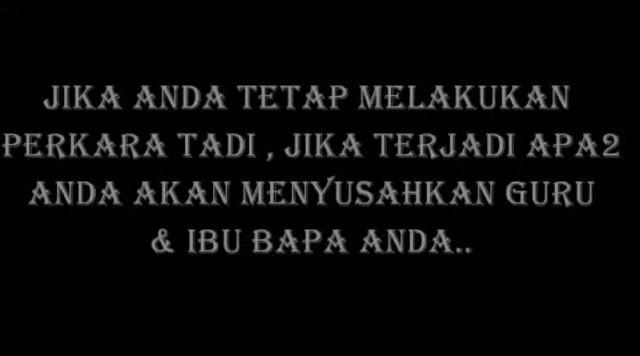 JIKA ANDA TETAP MELAKUKAN
PERKARA TADI , JIKA TERJADI APA2
ANDA AKAN MENYUSAHKAN GURU
& IBU BAPA ANDA..